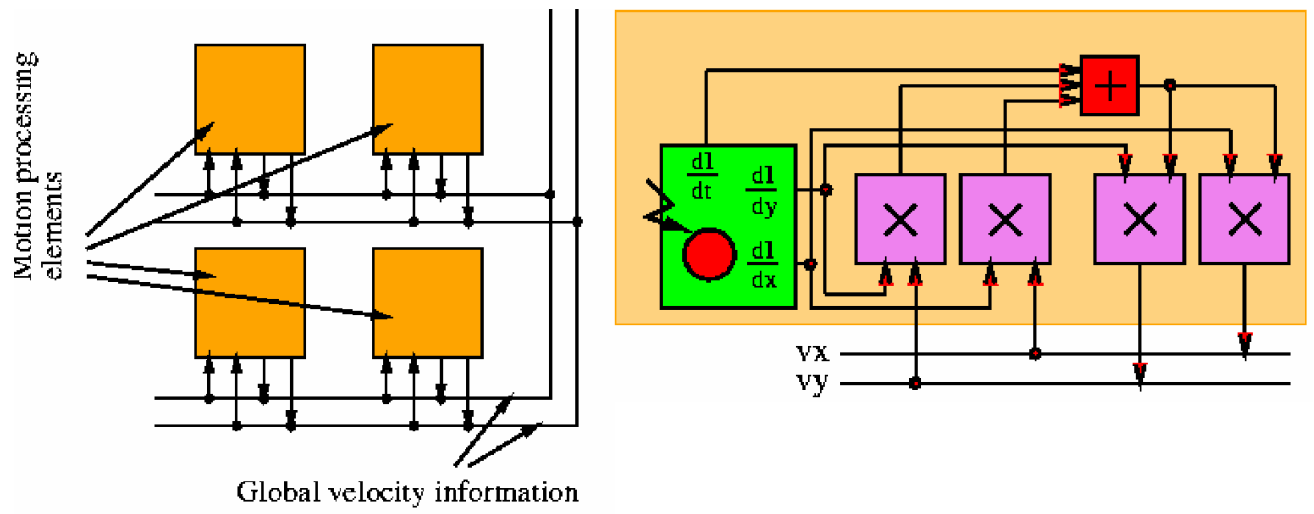 Motion processing
elements
Global velocity information
+
dI
dt
dI
dy
dI
dx
× × × ×
vx
vy